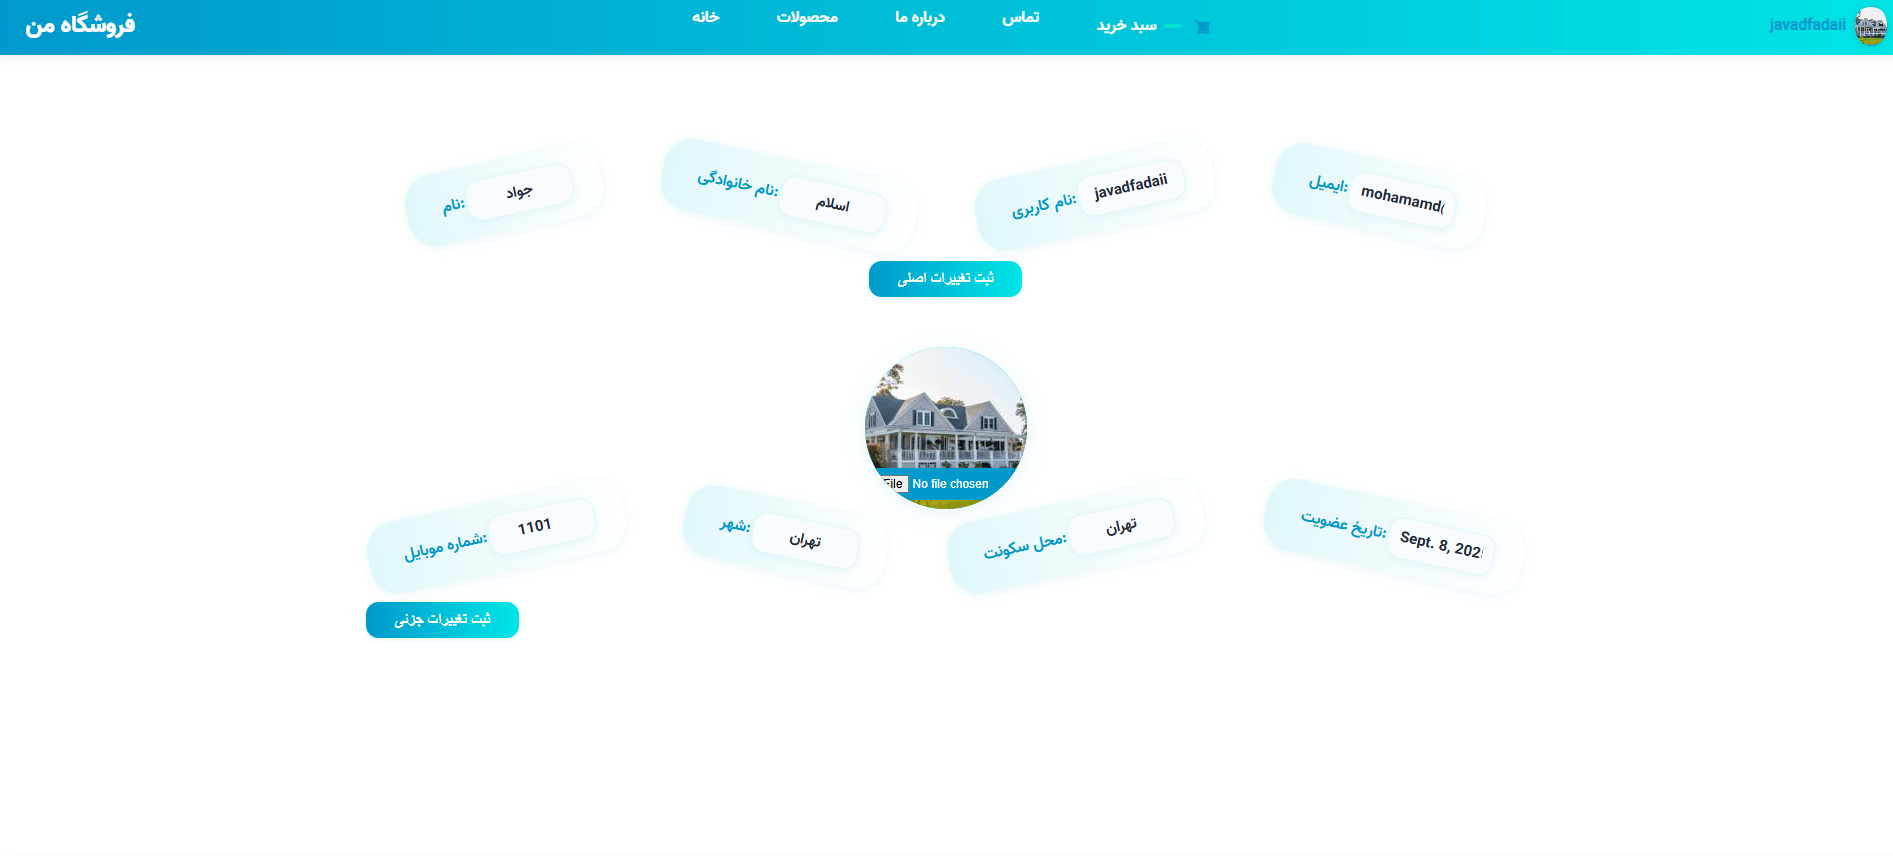 فروشگاه من
خانه
محصولات
درباره ما
تماس
سبد خرید
javadfadaii
نام:
جواد
نام خانوادگی:
اسلام
نام کاربری:
javadfadaii
ایمیل:
mohamamd(
ثبت تغییرات اصلی
File No file chosen
شماره موبایل:
1101
شهر:
تهران
محل سکونت:
تهران
تاریخ عضویت:
Sept. 8, 202
ثبت تغییرات جزئی